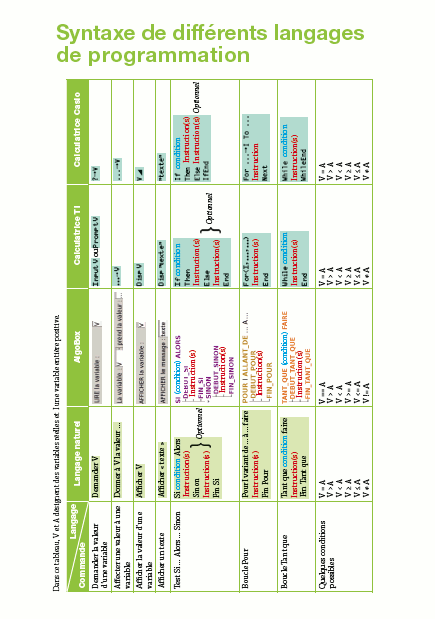 Syntaxe de différents langages
de programmation
Dans ce tableau, V et A désignent des variables réelles et I une variable entière positive.
Langage
Commande
Langage naturel
AlgoBox
Calculatrice TI
Calculatrice Casio
Demander la valeur
d'une variable
Demander V
LIRE la variable : V
Input V ou Prompt V
?→V
Affecter une valeur à une
variable
Donner à V la valeur ...
La variable : V prend la valeur : ...
...→V
...→V
Afficher la valeur d'une
variable
Afficher V
AFFICHER la variable : V
Disp V
V◢
Afficher un texte
Afficher « texte »
AFFICHER le message : texte
Disp "texte"
"texte"
Test Si ... Alors ... Sinon
Si condition Alors
Instruction(s)
Sinon
Instruction(s)
Fin Si
Optionnel
SI (condition) ALORS
-DEBUT_SI
- Instruction(s)
-FIN_SI
-SINON
-DEBUT_SINON
- Instruction(s)
-FIN_SINON
If condition
Then
Instruction(s)
Else
Instruction(s)
End
Optionnel
If condition
Then Instruction(s)
Else Instruction(s)
IfEnd
Optionnel
Boucle Pour
Pour I variant de ... à ... faire
Instruction(s)
Fin Pour
POUR I ALLANT_DE ... A ...
-DEBUT_POUR
Instruction(s)
-FIN_POUR
For(I,...,...)
Instruction(s)
End
For ...→I To ...
Instruction
Next
Boucle Tant que
Tant que condition faire
Instruction(s)
Fin Tant que
TANT_QUE (condition) FAIRE
-DEBUT_TANT_QUE
- Instruction(s)
-FIN_TANT_QUE
While condition
Instruction(s)
End
While condition
Instruction(s)
WhileEnd
Quelques conditions
possibles
V = A
V > A
V < A
V ≥ A
V ≤ A
V ≠ A
V == A
V > A
V < A
V >= A
V <= A
V != A
V = A
V > A
V < A
V ≥ A
V ≤ A
V ≠ A
V = A
V > A
V < A
V ≥ A
V ≤ A
V ≠ A